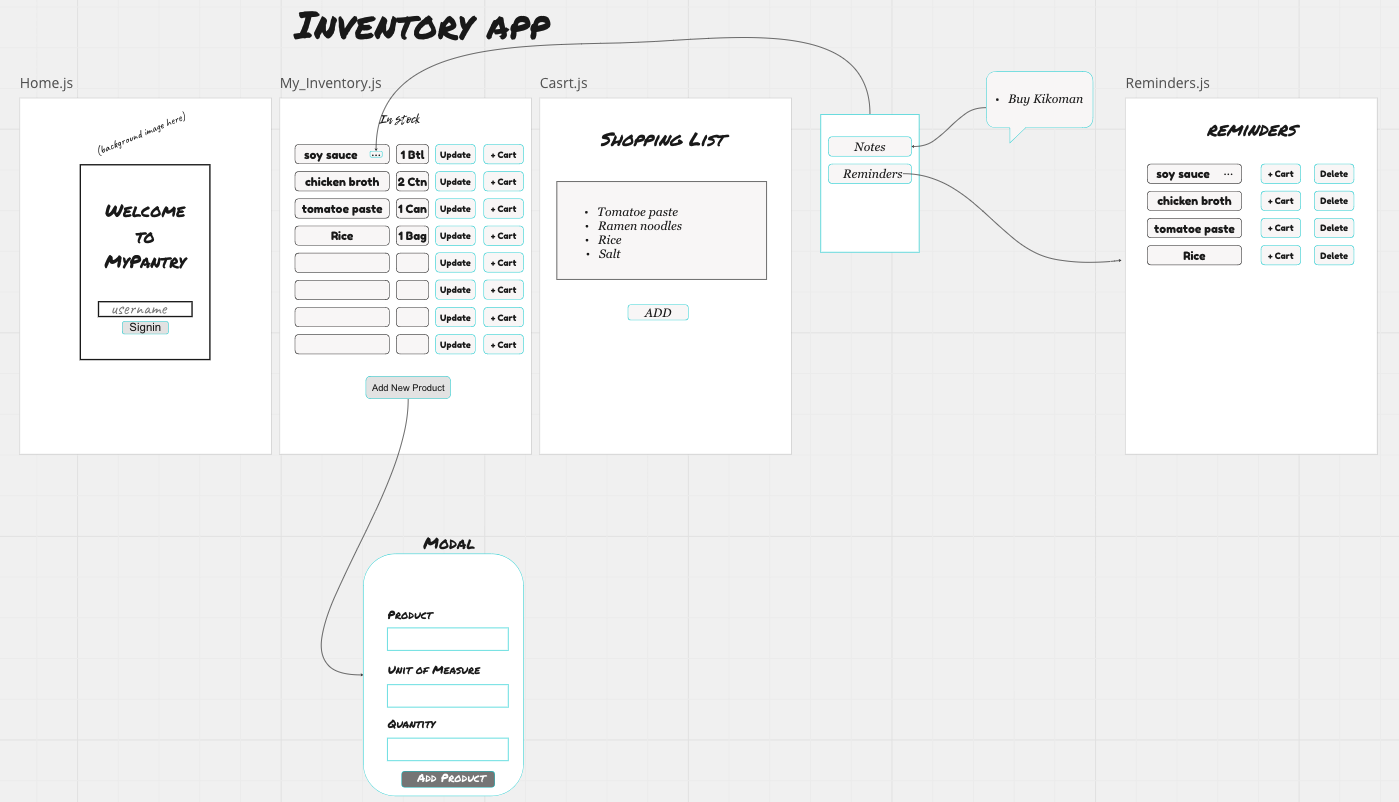 Inventory app
Home.js
(background image here)
Welcome
to
MyPantry
username
Signin
My_Inventory.js
In stock
soy sauce ... 1 Btl Update + Cart
chicken broth 2 Ctn Update + Cart
tomatoe paste 1 Can Update + Cart
Rice 1 Bag Update + Cart
Update + Cart
Update + Cart
Update + Cart
Update + Cart
Add New Product
Casrt.js
Shopping List
• Tomatoe paste
• Ramen noodles
• Rice
• Salt
ADD
Notes
Reminders
• Buy Kikoman
Reminders.js
reminders
soy sauce ... + Cart Delete
chicken broth + Cart Delete
tomatoe paste + Cart Delete
Rice + Cart Delete
Modal
Product
Unit of Measure
Quantity
Add Product